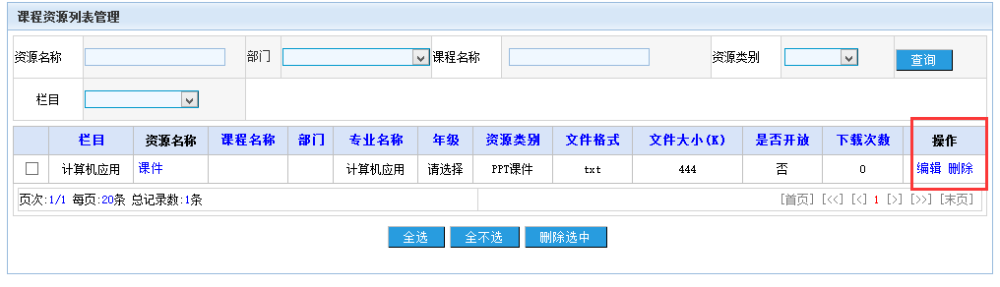 课程资源列表管理
资源名称 部门 课程名称 资源类别 查询
栏目
栏目 资源名称 课程名称 部门 专业名称 年级 资源类别 文件格式 文件大小(K) 是否开放 下载次数 操作
计算机应用 课件 计算机应用 请选择 PPT课件 txt 444 否 0 编辑 删除
页次:1/1 每页:20条 总记录数:1条 [首页] [<<] [<] 1 [>] [>>] [末页]
全选 全不选 删除选中